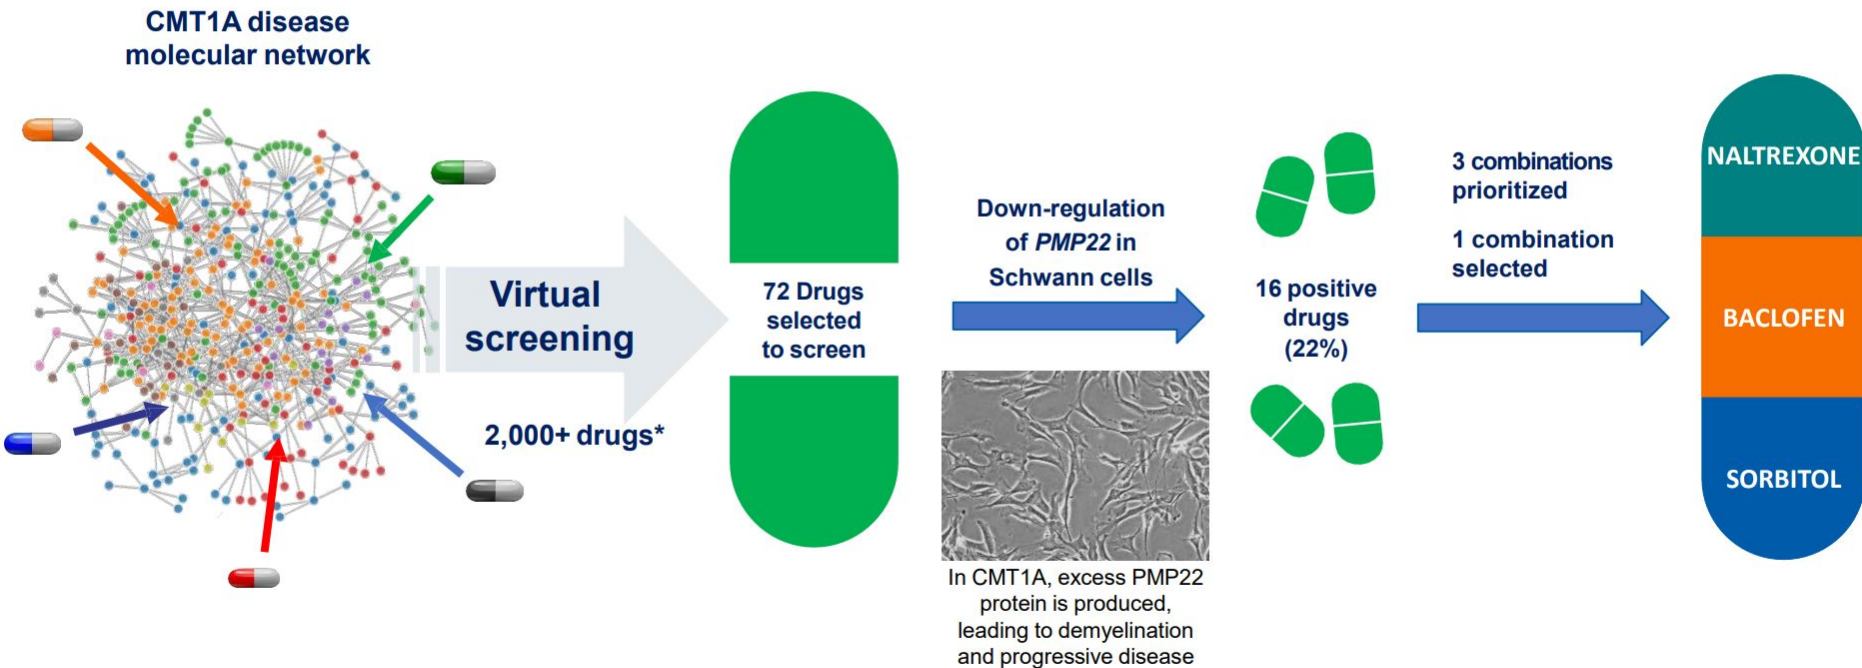 CMT1A disease
molecular network
Virtual
screening
2,000+ drugs*
72 Drugs
selected
to screen
Down-regulation
of PMP22 in
Schwann cells
In CMT1A, excess PMP22
protein is produced,
leading to demyelination
and progressive disease
16 positive
drugs
(22%)
3 combinations
prioritized
1 combination
selected
NALTREXONE
BACLOFEN
SORBITOL